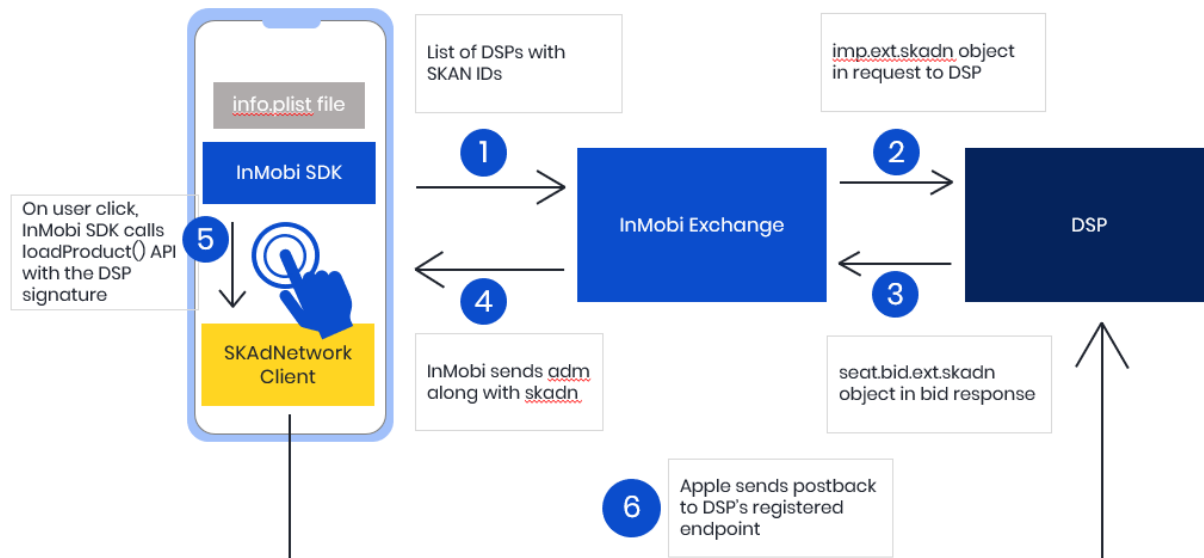 List of DSPs with
SKAN IDs
imp.ext.skadn object
in request to DSP
info.plist file
1
2
InMobi SDK
On user click,
InMobi SDK calls
loadProduct() API
with the DSP
signature
5
InMobi Exchange
DSP
4
3
SKAdNetwork
Client
InMobi sends adm
along with skadn
seat.bid.ext.skadn
object in bid response
6
Apple sends postback
to DSP's registered
endpoint